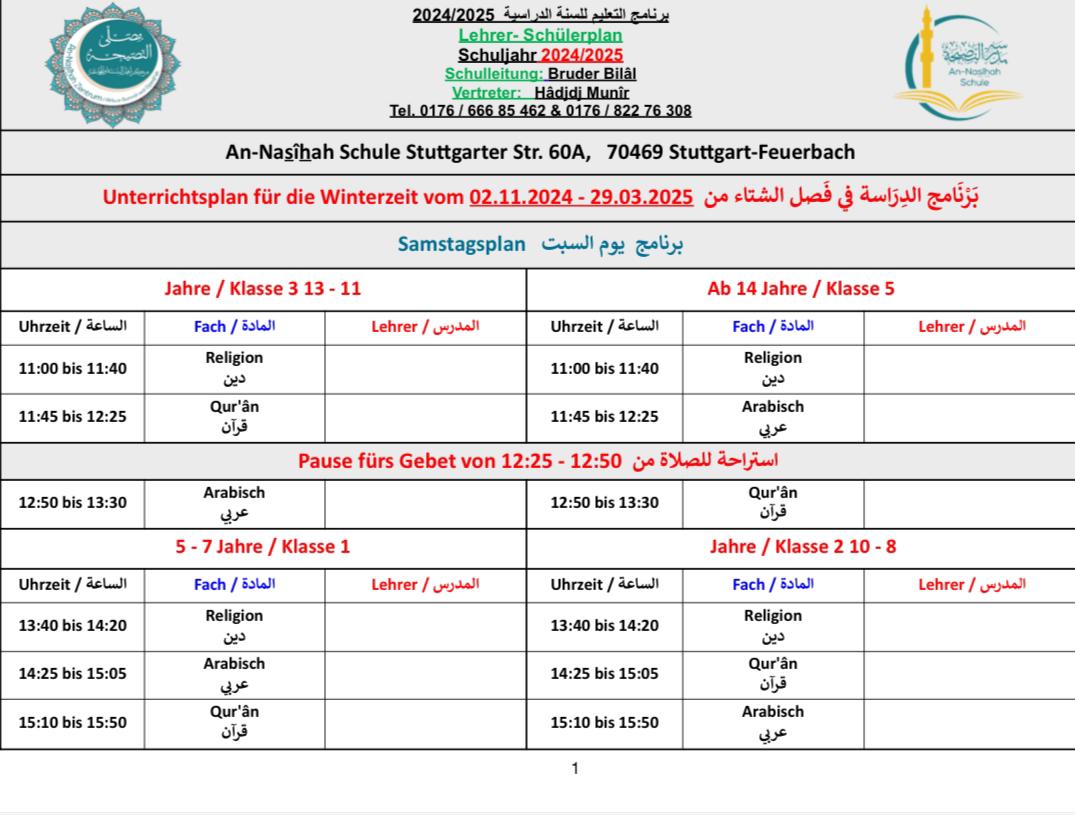 مصلى
النصيحة
An-Nasîhah
Schule
برنامج التعليم للسنة الدراسية 2024/2025
Lehrer- Schülerplan
Schuljahr 2024/2025
Schulleitung: Bruder Bilâl
Vertreter: Hâdjdj Munîr
Tel. 0176 / 666 85 462 & 0176 / 822 76 308
An-Nasîhah Schule Stuttgarter Str. 60A, 70469 Stuttgart-Feuerbach
Unterrichtsplan für die Winterzeit vom 02.11.2024 - 29.03.2025 بَرْنَامج الدِرَاسة في فَصل الشتاء من
Samstagsplan برنامج يوم السبت
Jahre / Klasse 3 13 - 11
Ab 14 Jahre / Klasse 5
Uhrzeit / الساعة Fach / المادة Lehrer / المدرس Uhrzeit / الساعة Fach / المادة Lehrer / المدرس
11:00 bis 11:40 Religion 11:00 bis 11:40 Religion
دين دين
11:45 bis 12:25 Qur'ân 11:45 bis 12:25 Arabisch
قرآن عربي
Pause fürs Gebet von 12:25 - 12:50 استراحة للصلاة من
12:50 bis 13:30 Arabisch 12:50 bis 13:30 Qur'ân
عربي قرآن
5 - 7 Jahre / Klasse 1
Jahre / Klasse 2 10 - 8
Uhrzeit / الساعة Fach / المادة Lehrer / المدرس Uhrzeit / الساعة Fach / المادة Lehrer / المدرس
13:40 bis 14:20 Religion 13:40 bis 14:20 Religion
دين دين
14:25 bis 15:05 Arabisch 14:25 bis 15:05 Qur'ân
عربي قرآن
15:10 bis 15:50 Qur'ân 15:10 bis 15:50 Arabisch
قرآن عربي
1